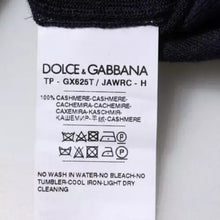 DOLCE & GABBANA
TP - GX625T / JAWRC - H
100% CASHMERE-CASHMERE-
CACHEMIRA-CACHEMIRE-
CAXEMIRA-KASCHMIR-
КАШЕМИР-
NO WASH IN WATER-NO BLEACH-NO
TUMBLER-COOL IRON-LIGHT DRY
CLEANING